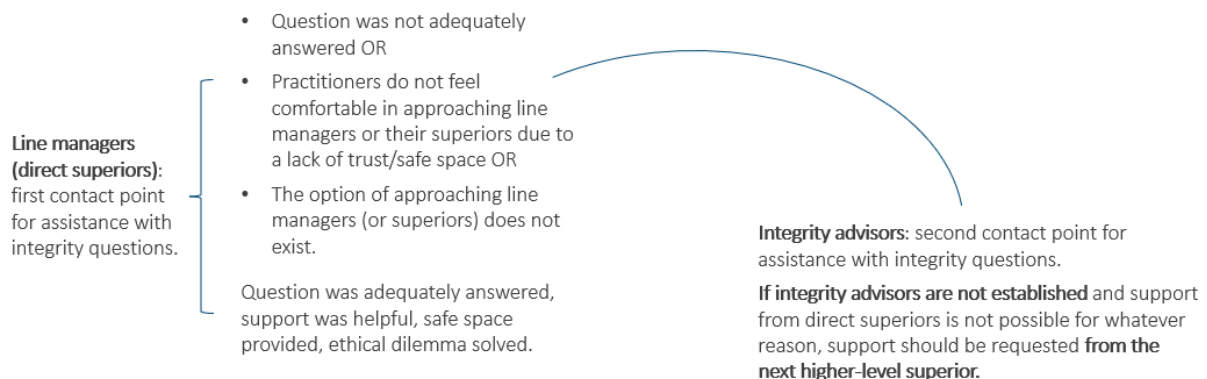 Line managers
(direct superiors):
first contact point
for assistance with
integrity questions.
• Question was not adequately
answered OR
• Practitioners do not feel
comfortable in approaching line
managers or their superiors due to
a lack of trust/safe space OR
• The option of approaching line
managers (or superiors) does not
exist.
Question was adequately answered,
support was helpful, safe space
provided, ethical dilemma solved.
Integrity advisors: second contact point for
assistance with integrity questions.
If integrity advisors are not established and support
from direct superiors is not possible for whatever
reason, support should be requested from the
next higher-level superior.